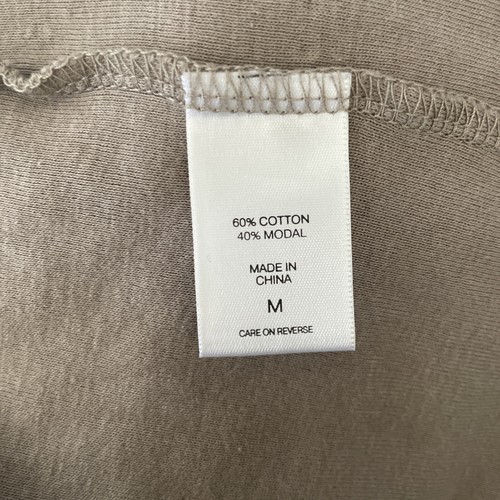 60% COTTON
40% MODAL
MADE IN
CHINA
M
CARE ON REVERSE